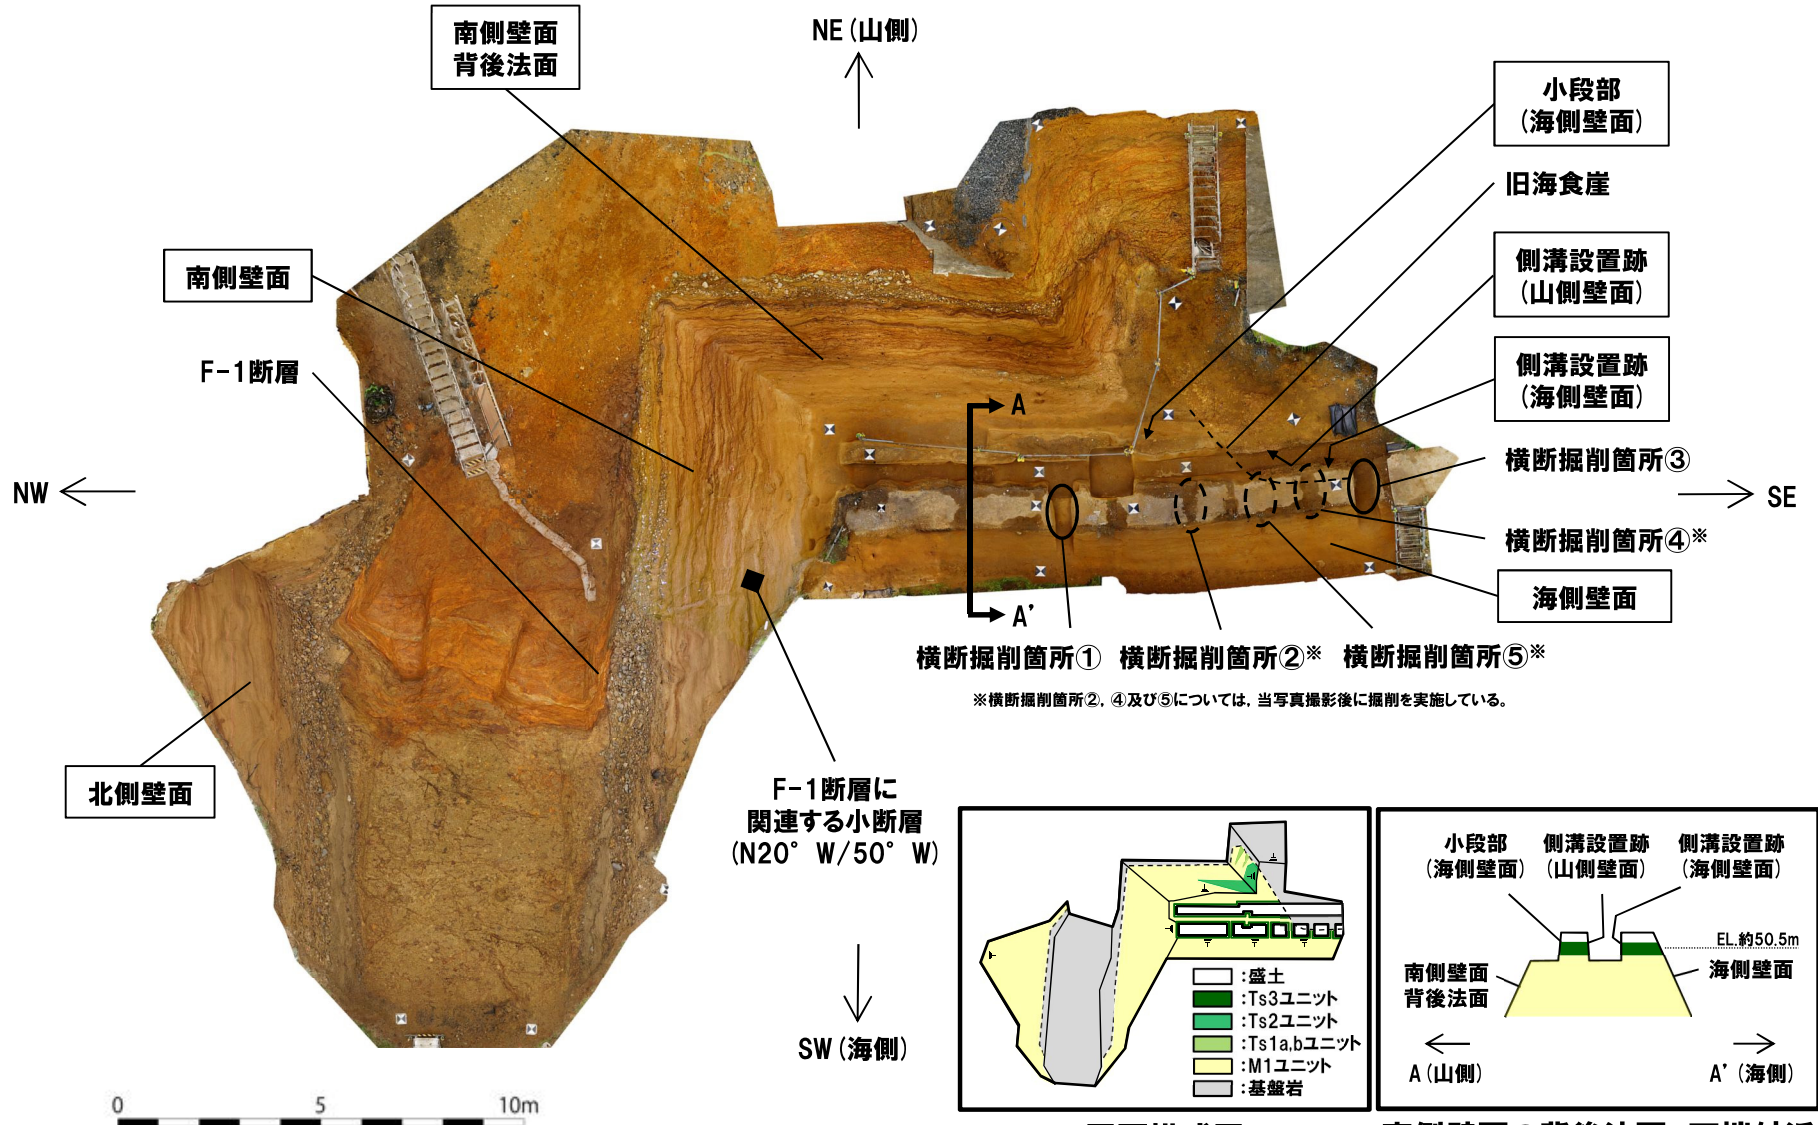 南側壁面
背後法面
NE(山側)
小段部
(海側壁面)
旧海食崖
側溝設置跡
(山側壁面)
南側壁面
側溝設置跡
(海側壁面)
F-1断層
A
横断掘削箇所③
NW
SE
横断掘削箇所④※
海側壁面
A'
横断掘削箇所① 横断掘削箇所②※ 横断掘削箇所⑤※
※横断掘削箇所②, ④及び⑤については, 当写真撮影後に掘削を実施している。
北側壁面
F-1断層に
関連する小断層
(N20°W/50°W)
SW(海側)
:盛土
:Ts3ユニット
:Ts2ユニット
:Ts1a,bユニット
:M1ユニット
:基盤岩
小段部
(海側壁面)
側溝設置跡
(山側壁面)
側溝設置跡
(海側壁面)
EL.約50.5m
南側壁面
背後法面
海側壁面
A(山側)
A'(海側)
0 5 10m